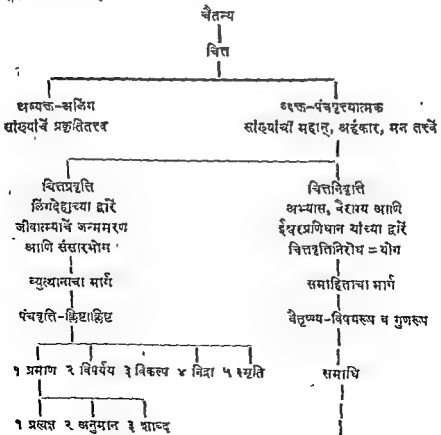 चैतन्य
चित्त
अव्यक्त-अलिंग
सांख्यांचें प्रकृतितत्त्व
व्यक्त-पंचवृत्त्यात्मक
सांख्यांचीं महान्, अहंकार, मन तत्त्वें
चित्तप्रवृत्ति
लिंगदेहाच्या द्वारें
जीवात्म्याचें जन्ममरण
आणि संसारभोग
व्युत्थानाचा मार्ग
पंचवृत्ति-क्लिष्टाक्लिष्ट
१ प्रमाण २ विपर्यय ३ विकल्प ४ निद्रा ५ स्मृति
१ प्रत्यक्ष २ अनुमान ३ शाब्द
चित्तनिवृत्ति
अभ्यास, वैराग्य आणि
ईश्वरप्रणिधान यांच्या द्वारें
चित्तवृत्तिनिरोध = योग
समाहिताचा मार्ग
वैतृष्ण्य-विषयरूप व गुणरूप
समाधि